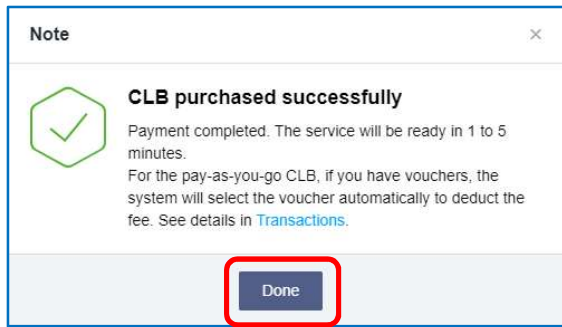 Note
CLB purchased successfully
Payment completed. The service will be ready in 1 to 5
minutes.
For the pay-as-you-go CLB, if you have vouchers, the
system will select the voucher automatically to deduct the
fee. See details in Transactions.
Done